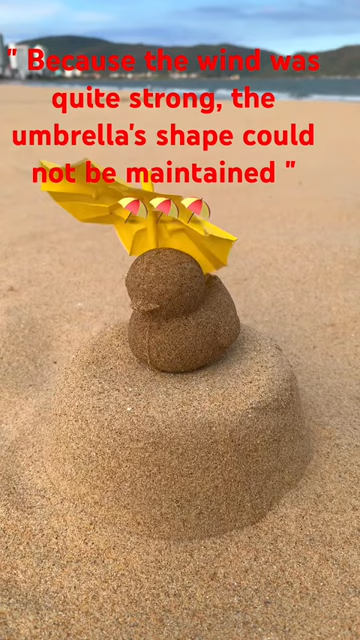 " Because the wind was
quite strong, the
umbrella's shape could
not be maintained "